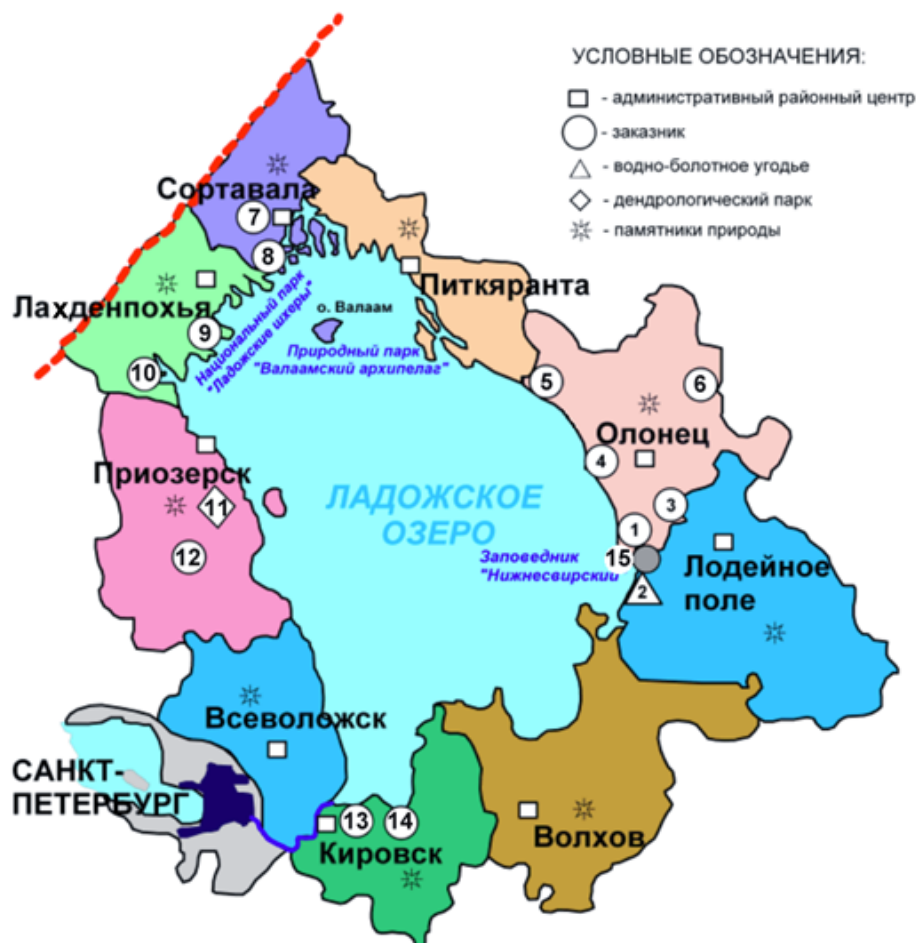 УСЛОВНЫЕ ОБОЗНАЧЕНИЯ:
- административный районный центр
- заказник
- водно-болотное угодье
- дендрологический парк
- памятники природы
Сортавала
7
8
Питкяранта
Лахденпохья
о. Валаам
Национальный парк
"Ладожские шхеры"
Природный парк
"Валаамский архипелаг"
9
10
5
6
Олонец
4
Приозерск
11
12
ЛАДОЖСКОЕ
ОЗЕРО
3
1
Заповедник
"Нижнесвирский
15
2
Лодейное
поле
Всеволожск
САНКТ-
ПЕТЕРБУРГ
13
14
Кировск
Волхов